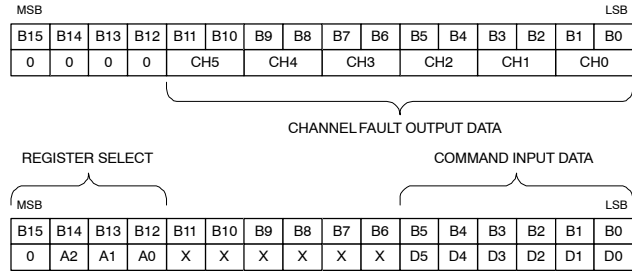 MSB LSB
B15 B14 B13 B12 B11 B10 B9 B8 B7 B6 B5 B4 B3 B2 B1 B0
0 0 0 0 CH5 CH4 CH3 CH2 CH1 CH0
CHANNEL FAULT OUTPUT DATA
REGISTER SELECT COMMAND INPUT DATA
MSB LSB
B15 B14 B13 B12 B11 B10 B9 B8 B7 B6 B5 B4 B3 B2 B1 B0
0 A2 A1 A0 X X X X X X D5 D4 D3 D2 D1 D0